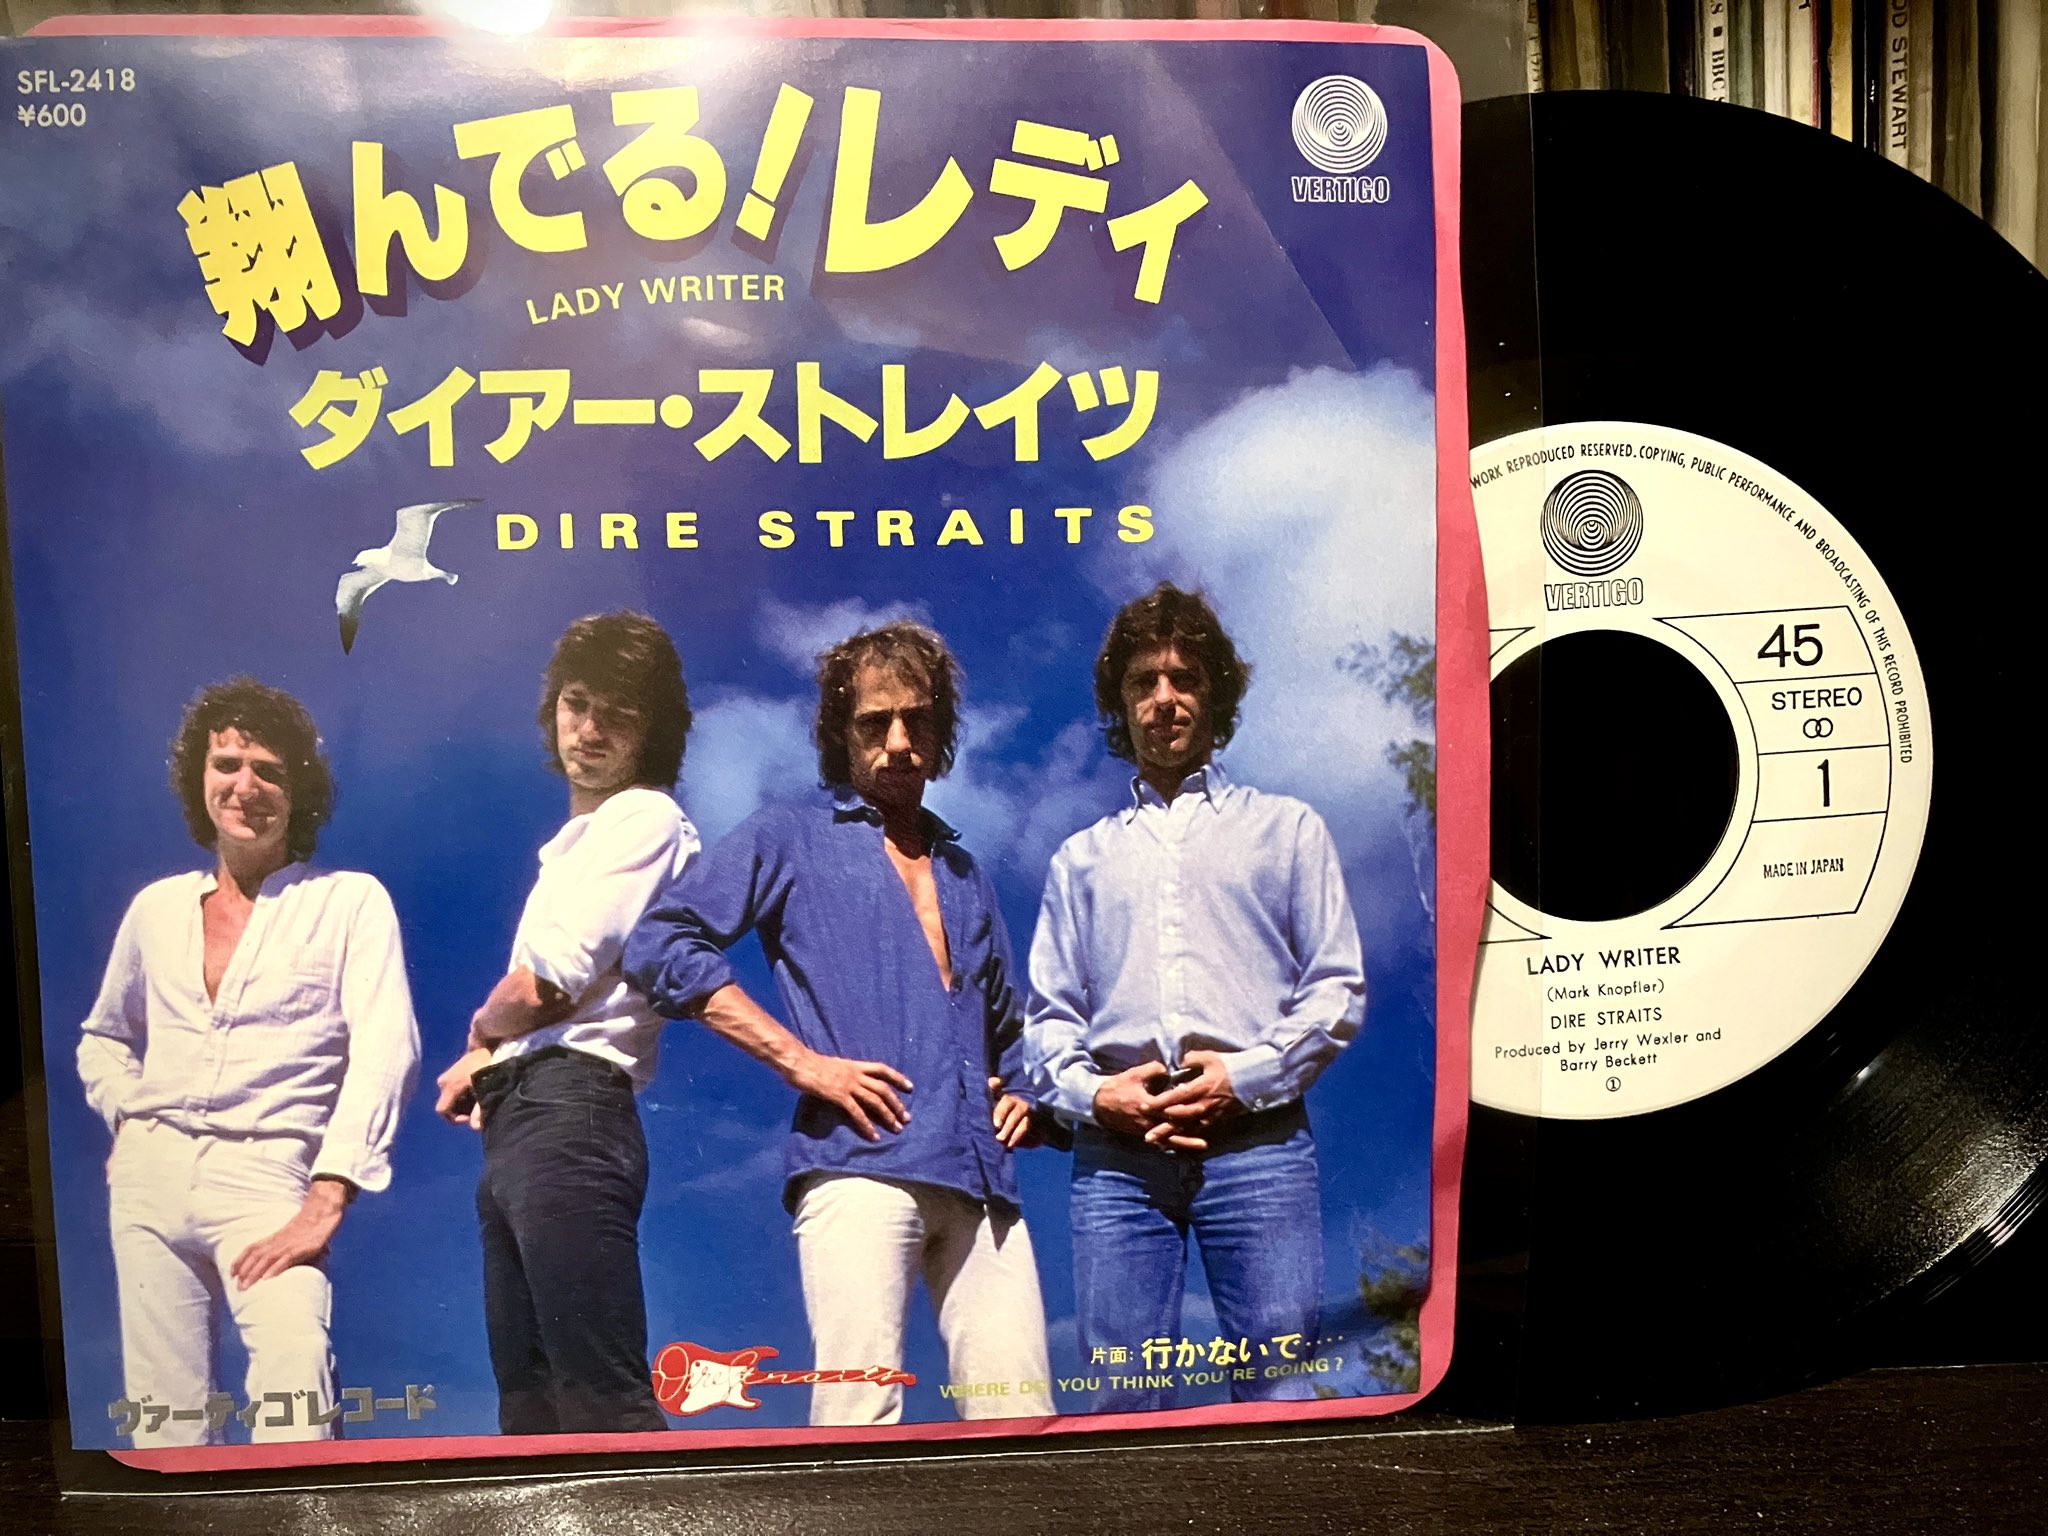 SFL-2418
¥600
翔んでる!レディ
LADY WRITER
ダイアー・ストレイツ
DIRE STRAITS
VERTIGO
Dire Straits
片面: 行かないで‥‥
WHERE DO YOU THINK YOU'RE GOING?
ヴァーティゴレコード
WORK REPRODUCED RESERVED. COPYING, PUBLIC PERFORMANCE AND BROADCASTING OF THIS RECORD PROHIBITED
VERTIGO
45
STEREO
1
MADE IN JAPAN
LADY WRITER
(Mark Knopfler)
DIRE STRAITS
Produced by Jerry Wexler and
Barry Beckett
①
BBC
OD STEWART